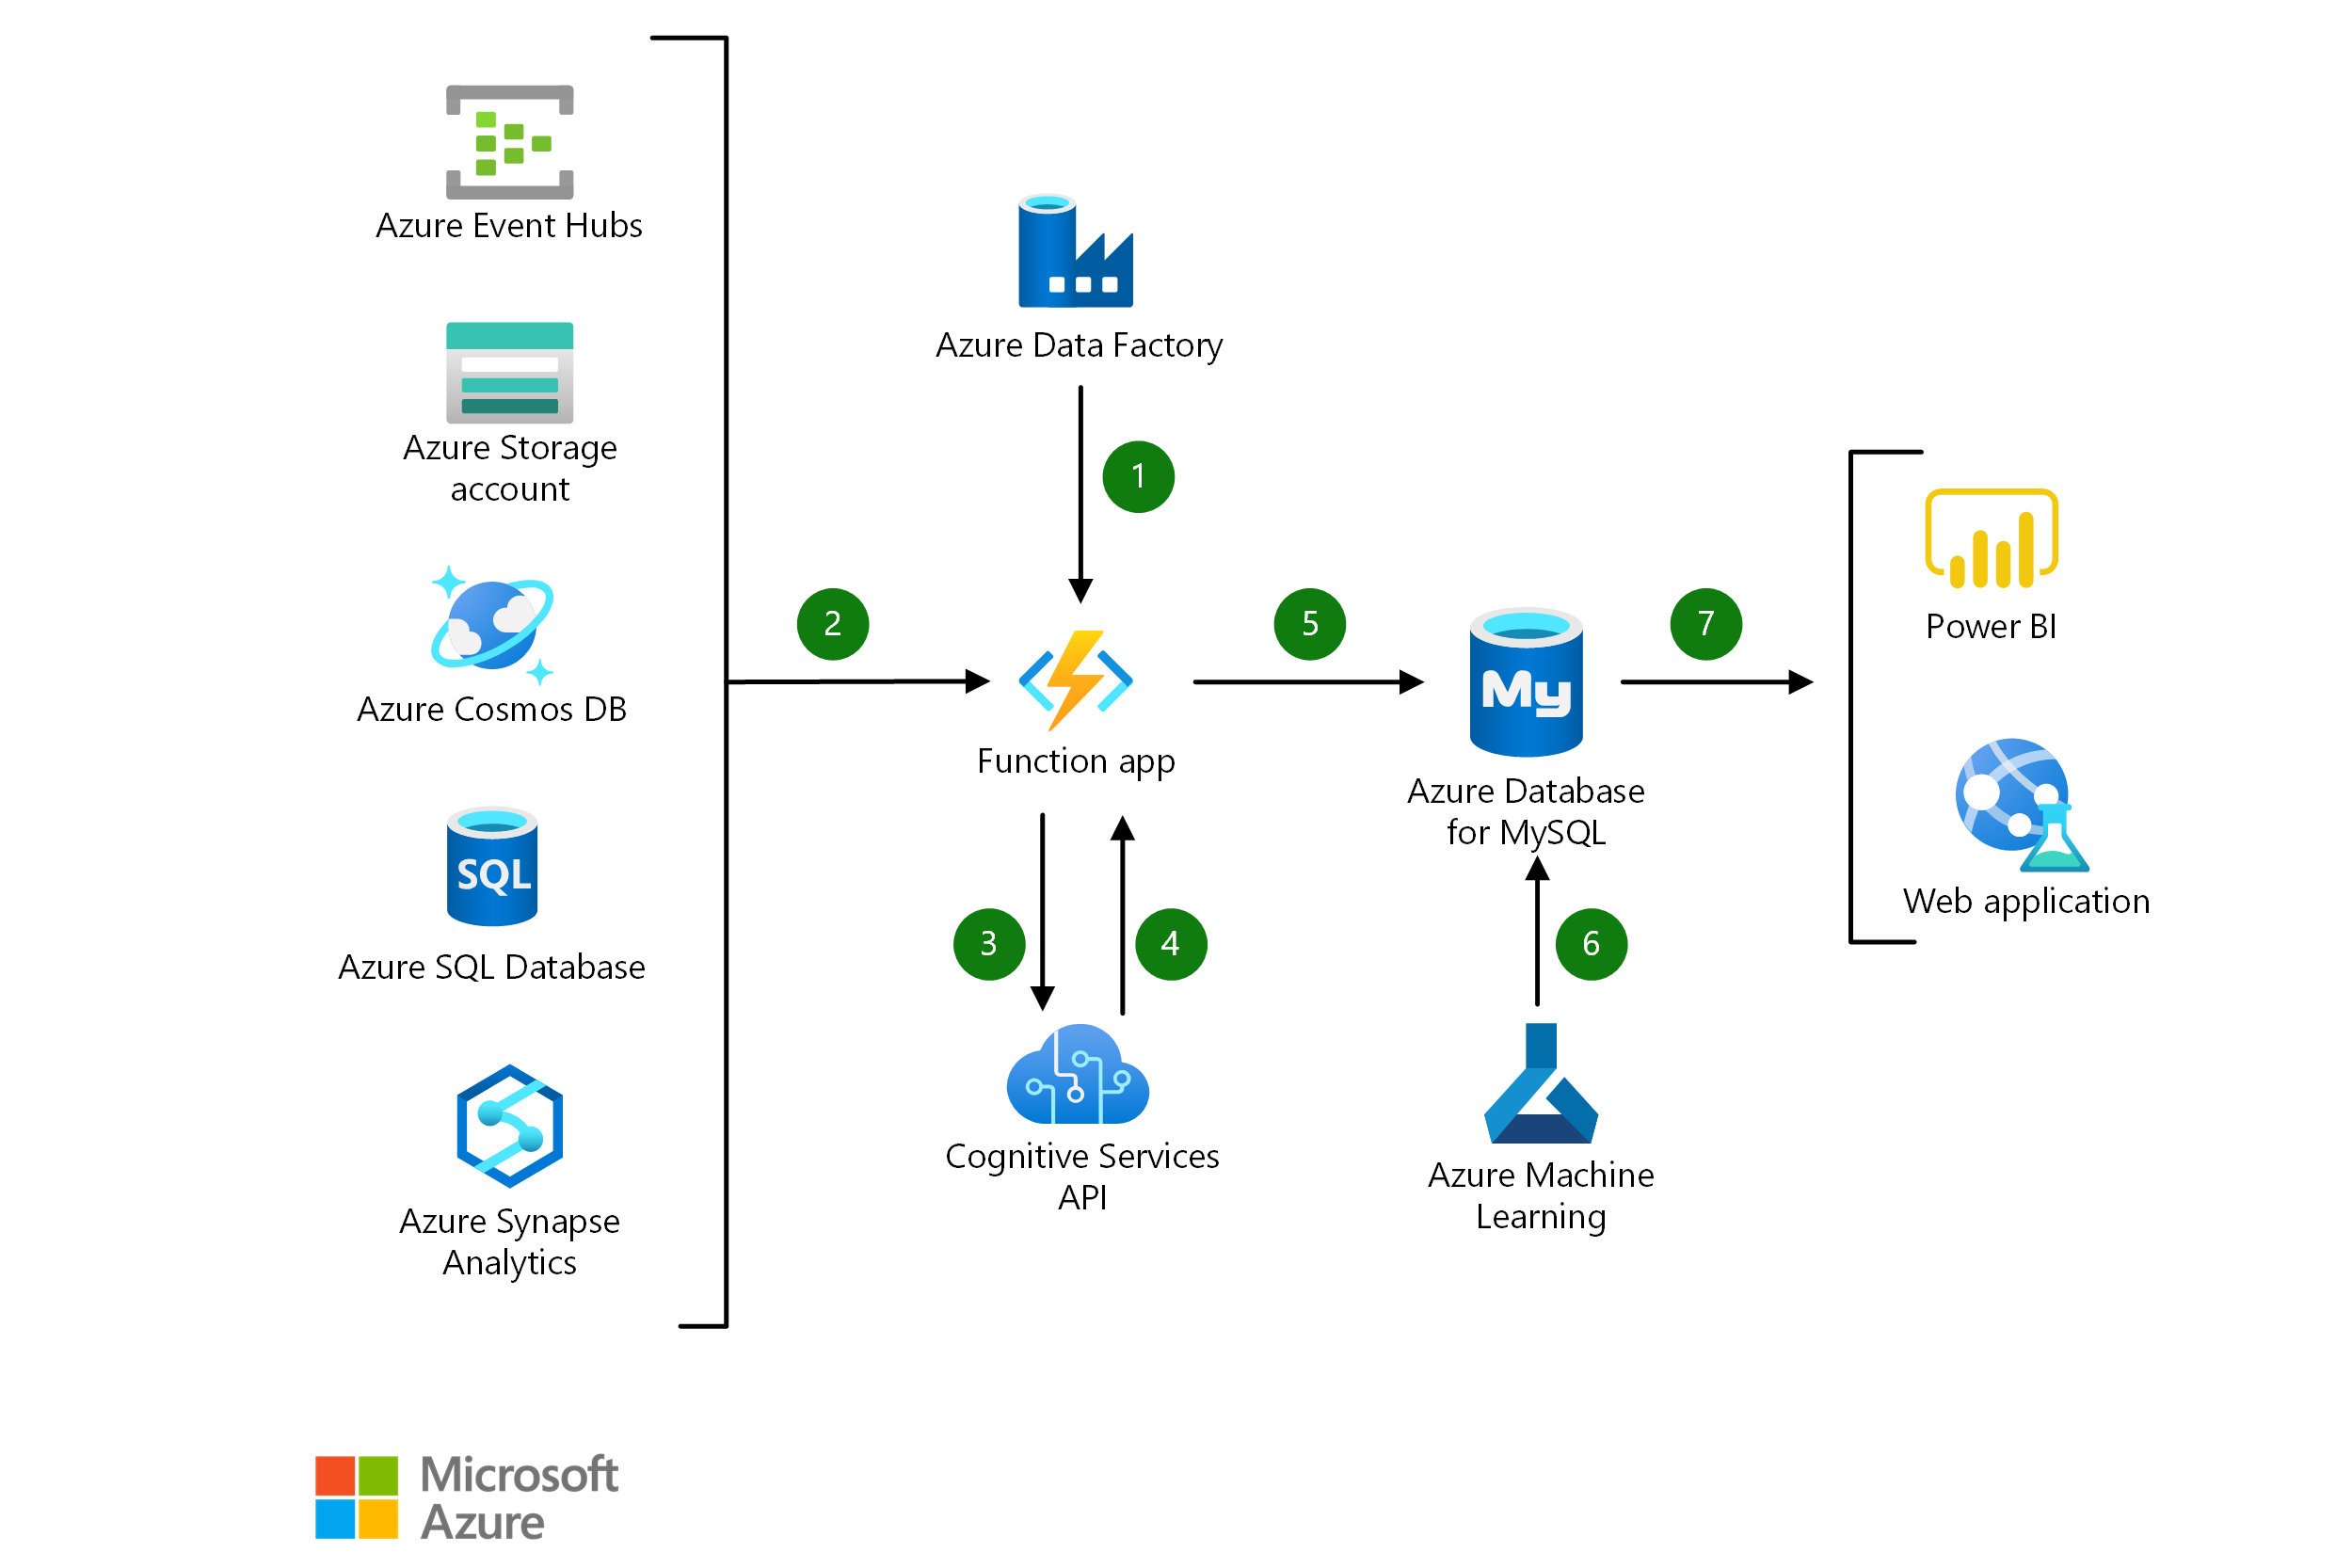 Azure Event Hubs
Azure Storage
account
Azure Cosmos DB
SQL
Azure SQL Database
Azure Synapse
Analytics
2
Azure Data Factory
1
Function app
3
4
Cognitive Services
API
5
My
Azure Database
for MySQL
6
Azure Machine
Learning
7
Power BI
Web application
Microsoft
Azure